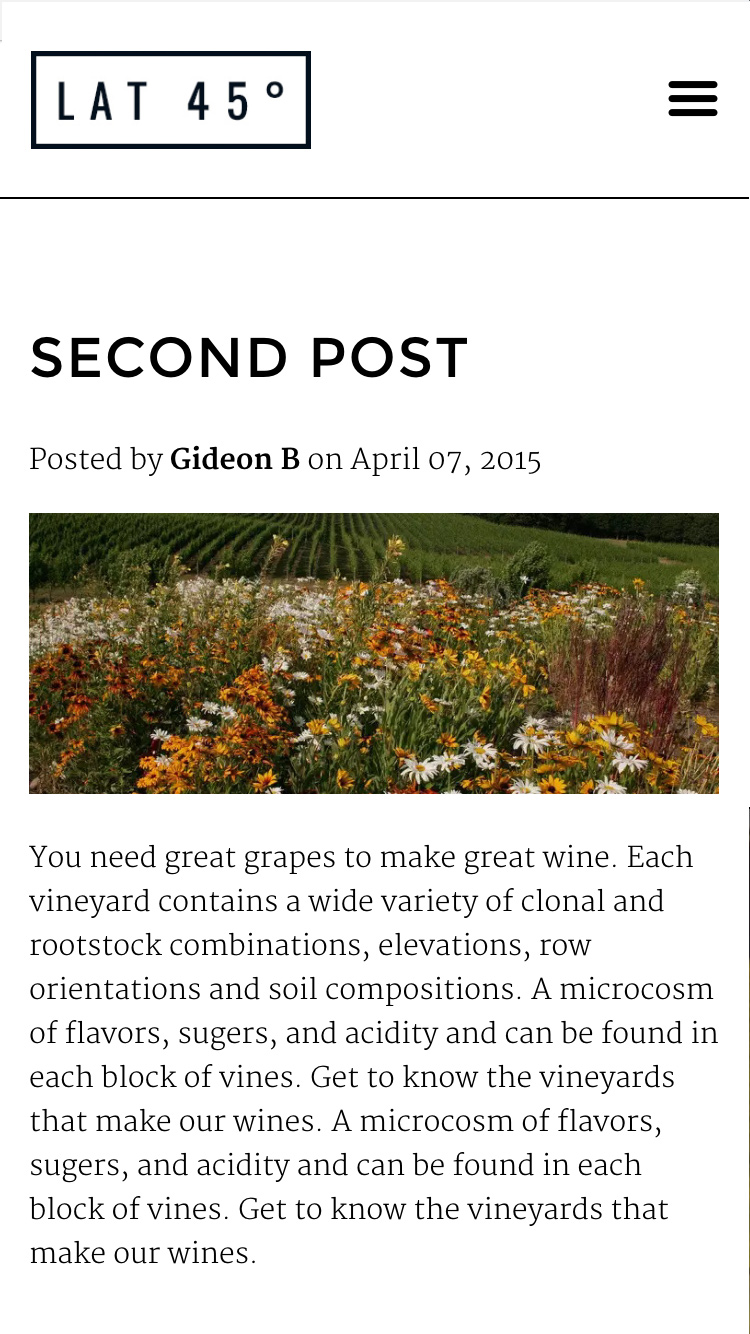 LAT 45°
SECOND POST
Posted by Gideon B on April 07, 2015
You need great grapes to make great wine. Each
vineyard contains a wide variety of clonal and
rootstock combinations, elevations, row
orientations and soil compositions. A microcosm
of flavors, sugers, and acidity and can be found in
each block of vines. Get to know the vineyards
that make our wines. A microcosm of flavors,
sugers, and acidity and can be found in each
block of vines. Get to know the vineyards that
make our wines.